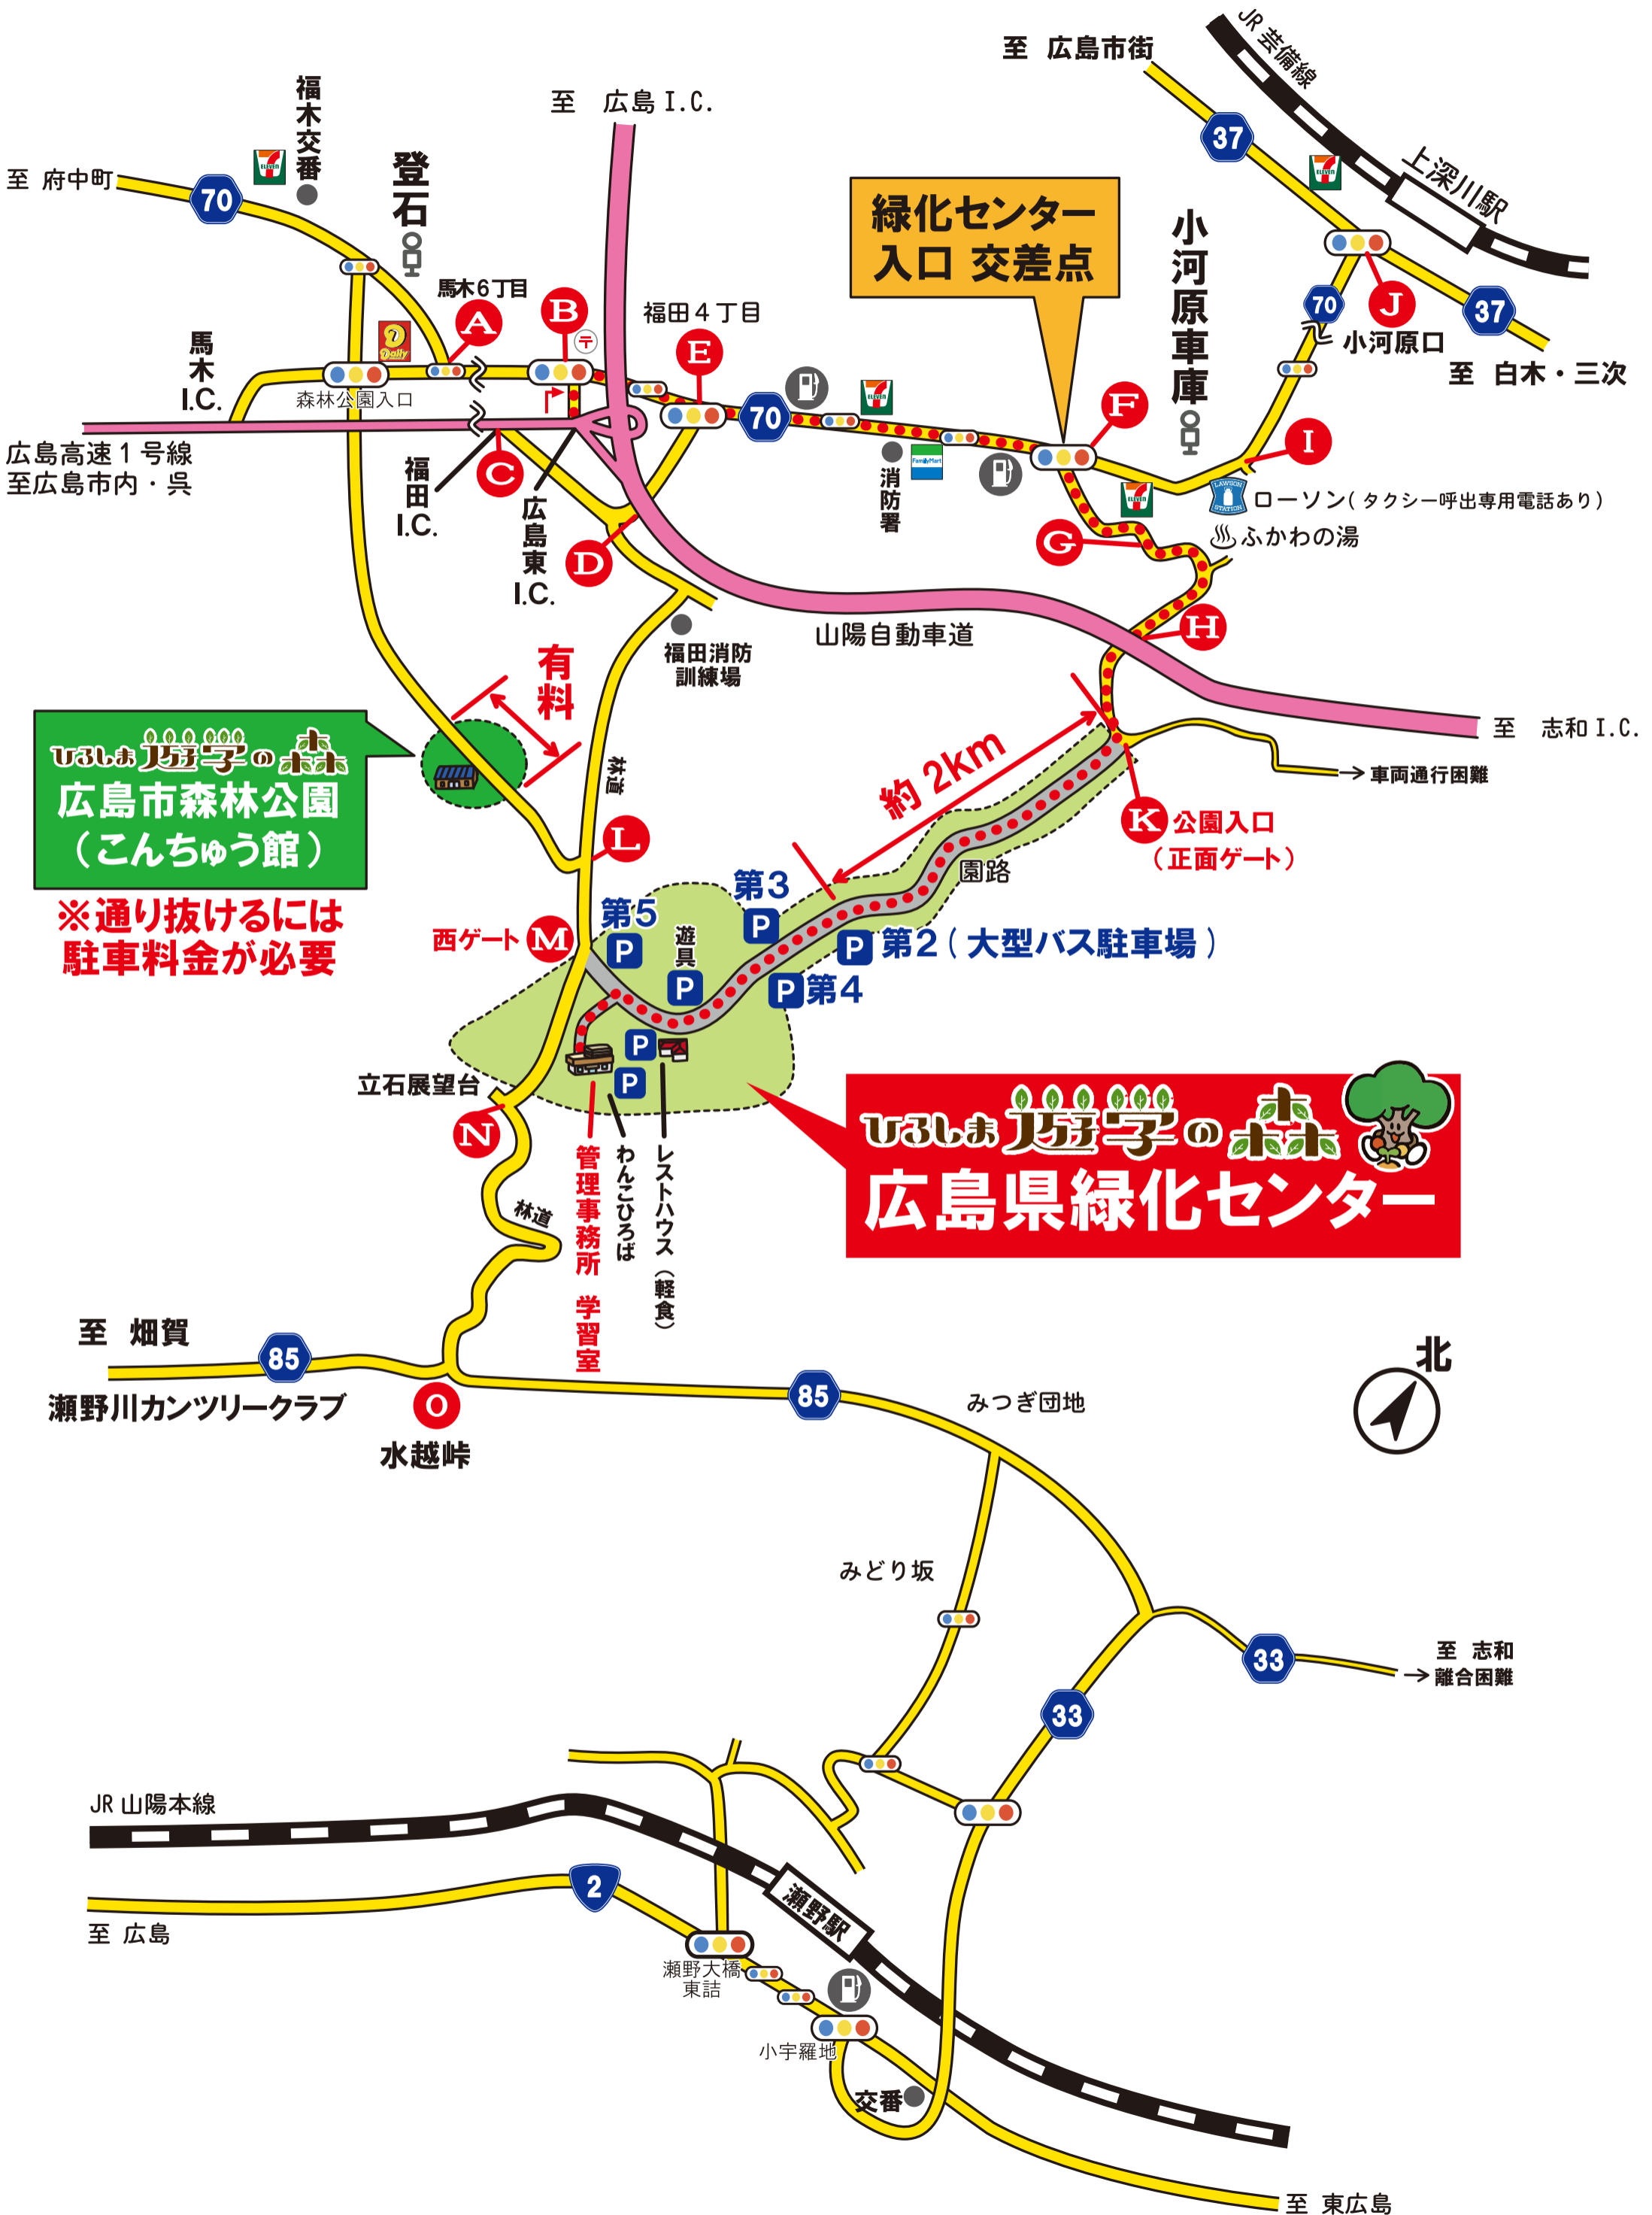 至 広島市街
JR芸備線
37
上深川駅
福木交番
至 広島 I.C.
至 府中町
70
登石
緑化センター
入口 交差点
小河原車庫
馬木6丁目
A
B
〒
福田4丁目
E
70
J
小河原口
37
至 白木・三次
馬木
I.C.
Daily
森林公園入口
70
F
I
広島高速1号線
至広島市内・呉
福田
I.C.
C
広島東
I.C.
D
消防署
FamilyMart
ELEVEN
ELEVEN
ELEVEN
ELEVEN
LAWSON
STATION
ローソン(タクシー呼出専用電話あり)
ふかわの湯
G
H
山陽自動車道
福田消防
訓練場
有料
至 志和 I.C.
車両通行困難
ひろしま遊学の森
広島市森林公園
(こんちゅう館)
※通り抜けるには
駐車料金が必要
林道
約2km
K
公園入口
(正面ゲート)
L
園路
第3
P
第5
P
西ゲート
M
遊具
P
P
第2(大型バス駐車場)
P
第4
P
P
立石展望台
N
管理事務所 学習室
わんこひろば
レストハウス(軽食)
ひろしま遊学の森
広島県緑化センター
林道
至 畑賀
85
瀬野川カンツリークラブ
O
水越峠
85
みつぎ団地
北
みどり坂
33
至 志和
離合困難
33
JR 山陽本線
2
至 広島
瀬野駅
瀬野大橋
東詰
小宇羅地
交番
至 東広島